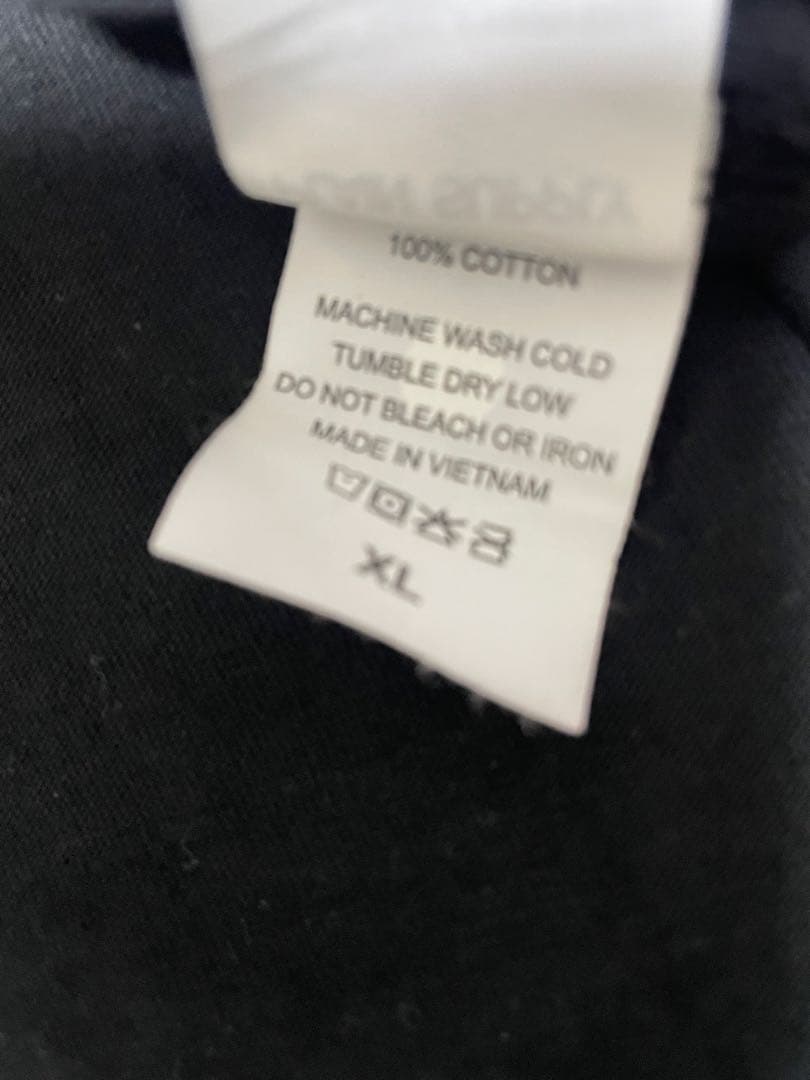 100% COTTON
MACHINE WASH COLD
TUMBLE DRY LOW
DO NOT BLEACH OR IRON
MADE IN VIETNAM
XL